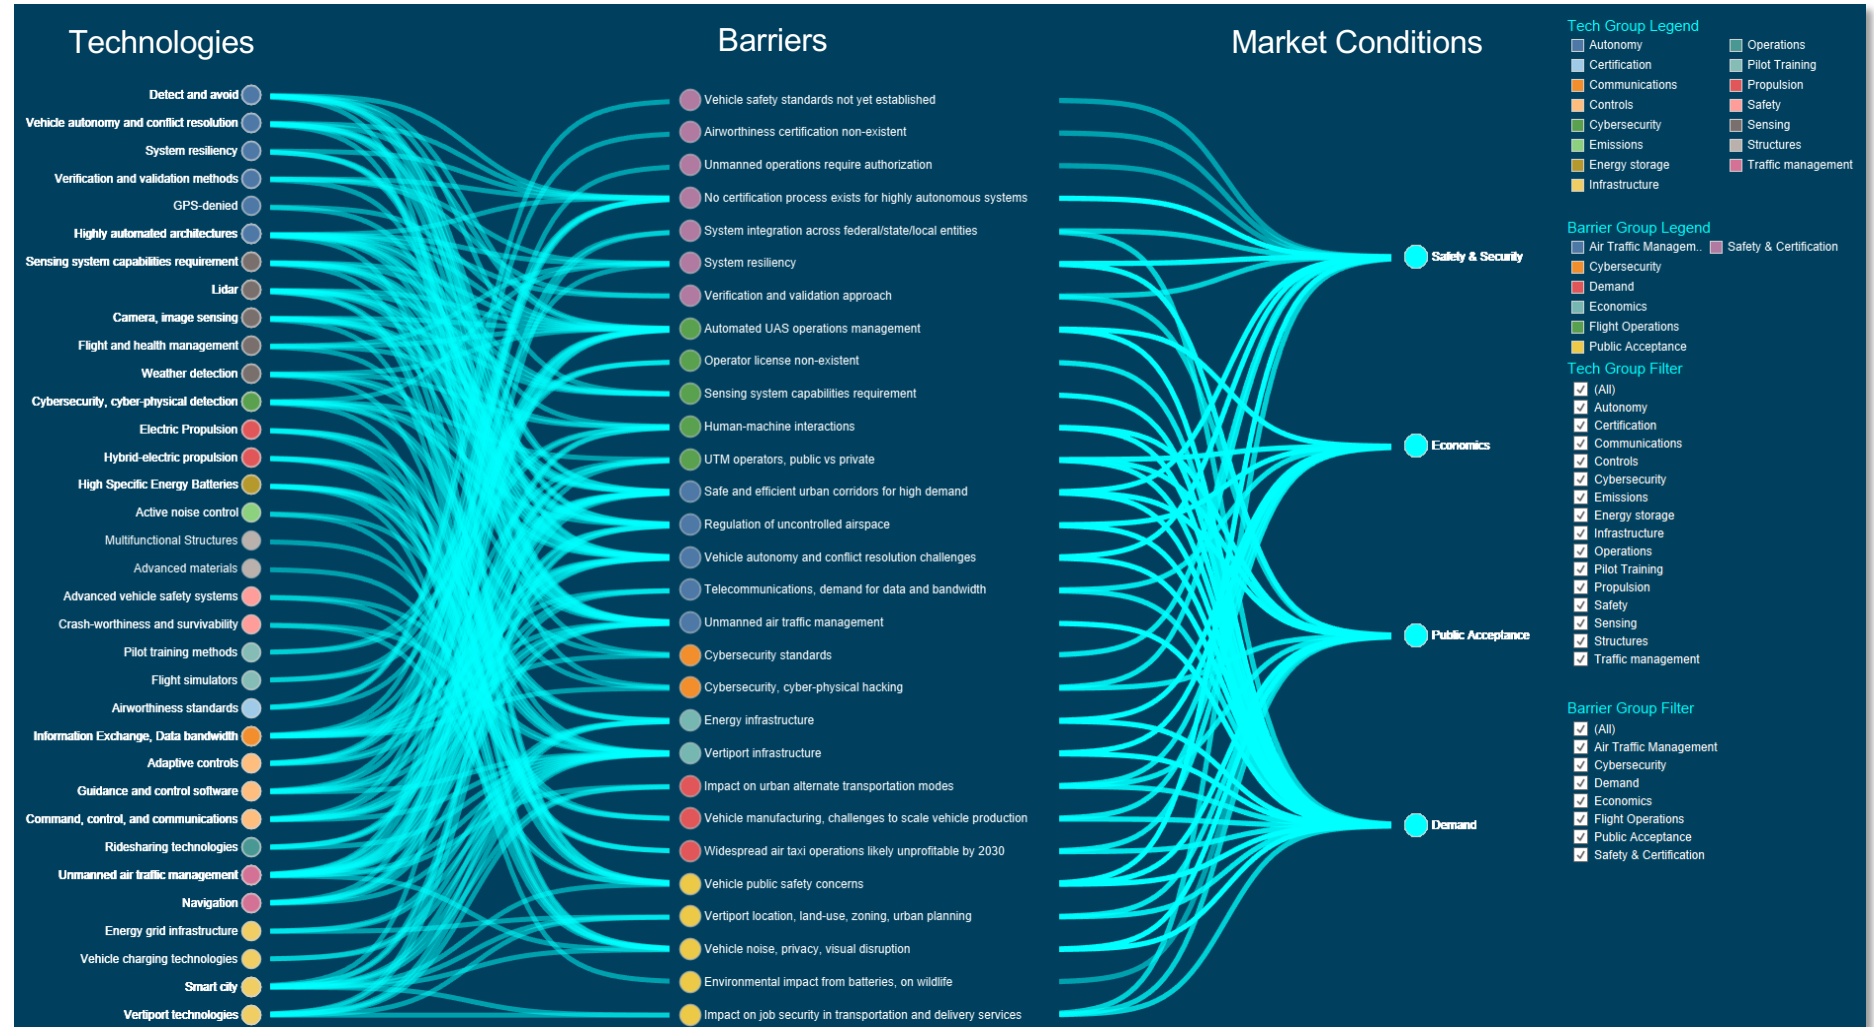 Technologies
Barriers
Market Conditions
Detect and avoid
Vehicle autonomy and conflict resolution
System resiliency
Verification and validation methods
GPS-denied
Highly automated architectures
Sensing system capabilities requirement
Lidar
Camera, image sensing
Flight and health management
Weather detection
Cybersecurity, cyber-physical detection
Electric Propulsion
Hybrid-electric propulsion
High Specific Energy Batteries
Active noise control
Multifunctional Structures
Advanced materials
Advanced vehicle safety systems
Crash-worthiness and survivability
Pilot training methods
Flight simulators
Airworthiness standards
Information Exchange, Data bandwidth
Adaptive controls
Guidance and control software
Command, control, and communications
Ridesharing technologies
Unmanned air traffic management
Navigation
Energy grid infrastructure
Vehicle charging technologies
Smart city
Vertiport technologies
Vehicle safety standards not yet established
Airworthiness certification non-existent
Unmanned operations require authorization
No certification process exists for highly autonomous systems
System integration across federal/state/local entities
System resiliency
Verification and validation approach
Automated UAS operations management
Operator license non-existent
Sensing system capabilities requirement
Human-machine interactions
UTM operators, public vs private
Safe and efficient urban corridors for high demand
Regulation of uncontrolled airspace
Vehicle autonomy and conflict resolution challenges
Telecommunications, demand for data and bandwidth
Unmanned air traffic management
Cybersecurity standards
Cybersecurity, cyber-physical hacking
Energy infrastructure
Vertiport infrastructure
Impact on urban alternate transportation modes
Vehicle manufacturing, challenges to scale vehicle production
Widespread air taxi operations likely unprofitable by 2030
Vehicle public safety concerns
Vertiport location, land-use, zoning, urban planning
Vehicle noise, privacy, visual disruption
Environmental impact from batteries, on wildlife
Impact on job security in transportation and delivery services
Safety & Security
Economics
Public Acceptance
Demand
Tech Group Legend
Autonomy
Certification
Communications
Controls
Cybersecurity
Emissions
Energy storage
Infrastructure
Operations
Pilot Training
Propulsion
Safety
Sensing
Structures
Traffic management
Barrier Group Legend
Air Traffic Managem..
Safety & Certification
Cybersecurity
Demand
Economics
Flight Operations
Public Acceptance
Tech Group Filter
(All)
Autonomy
Certification
Communications
Controls
Cybersecurity
Emissions
Energy storage
Infrastructure
Operations
Pilot Training
Propulsion
Safety
Sensing
Structures
Traffic management
Barrier Group Filter
(All)
Air Traffic Management
Cybersecurity
Demand
Economics
Flight Operations
Public Acceptance
Safety & Certification